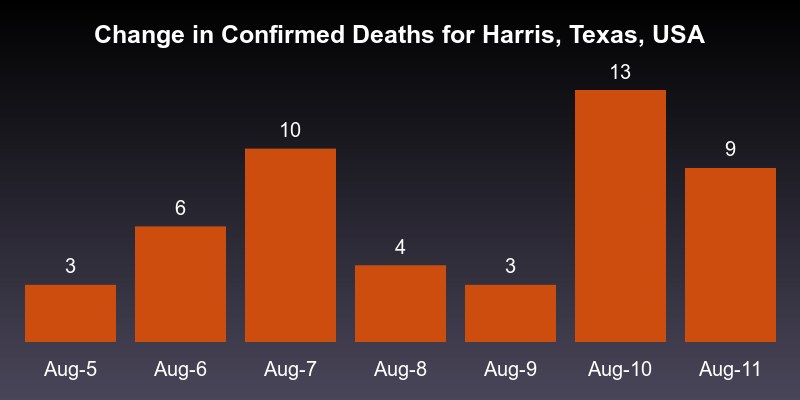 Change in Confirmed Deaths for Harris, Texas, USA
3
6
10
4
3
13
9
Aug-5
Aug-6
Aug-7
Aug-8
Aug-9
Aug-10
Aug-11